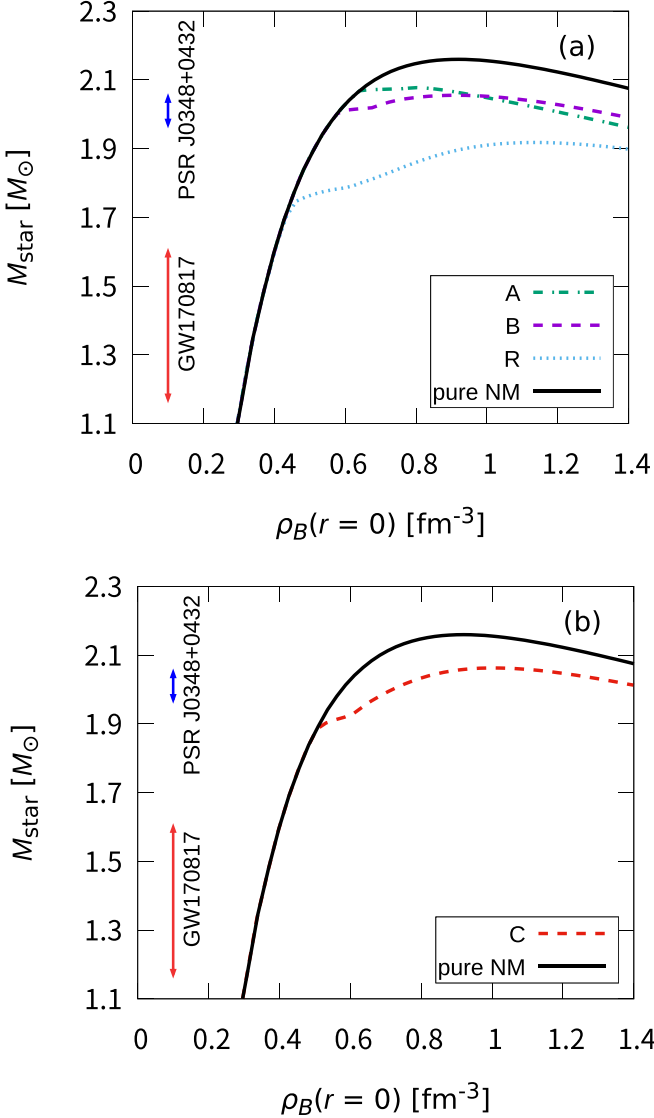 (a)
2.3
2.1
1.9
1.7
1.5
1.3
1.1
M_star [M_⊙]
PSR J0348+0432
GW170817
A
B
R
pure NM
0 0.2 0.4 0.6 0.8 1 1.2 1.4
ρ_B(r = 0) [fm^-3]
(b)
2.3
2.1
1.9
1.7
1.5
1.3
1.1
M_star [M_⊙]
PSR J0348+0432
GW170817
C
pure NM
0 0.2 0.4 0.6 0.8 1 1.2 1.4
ρ_B(r = 0) [fm^-3]